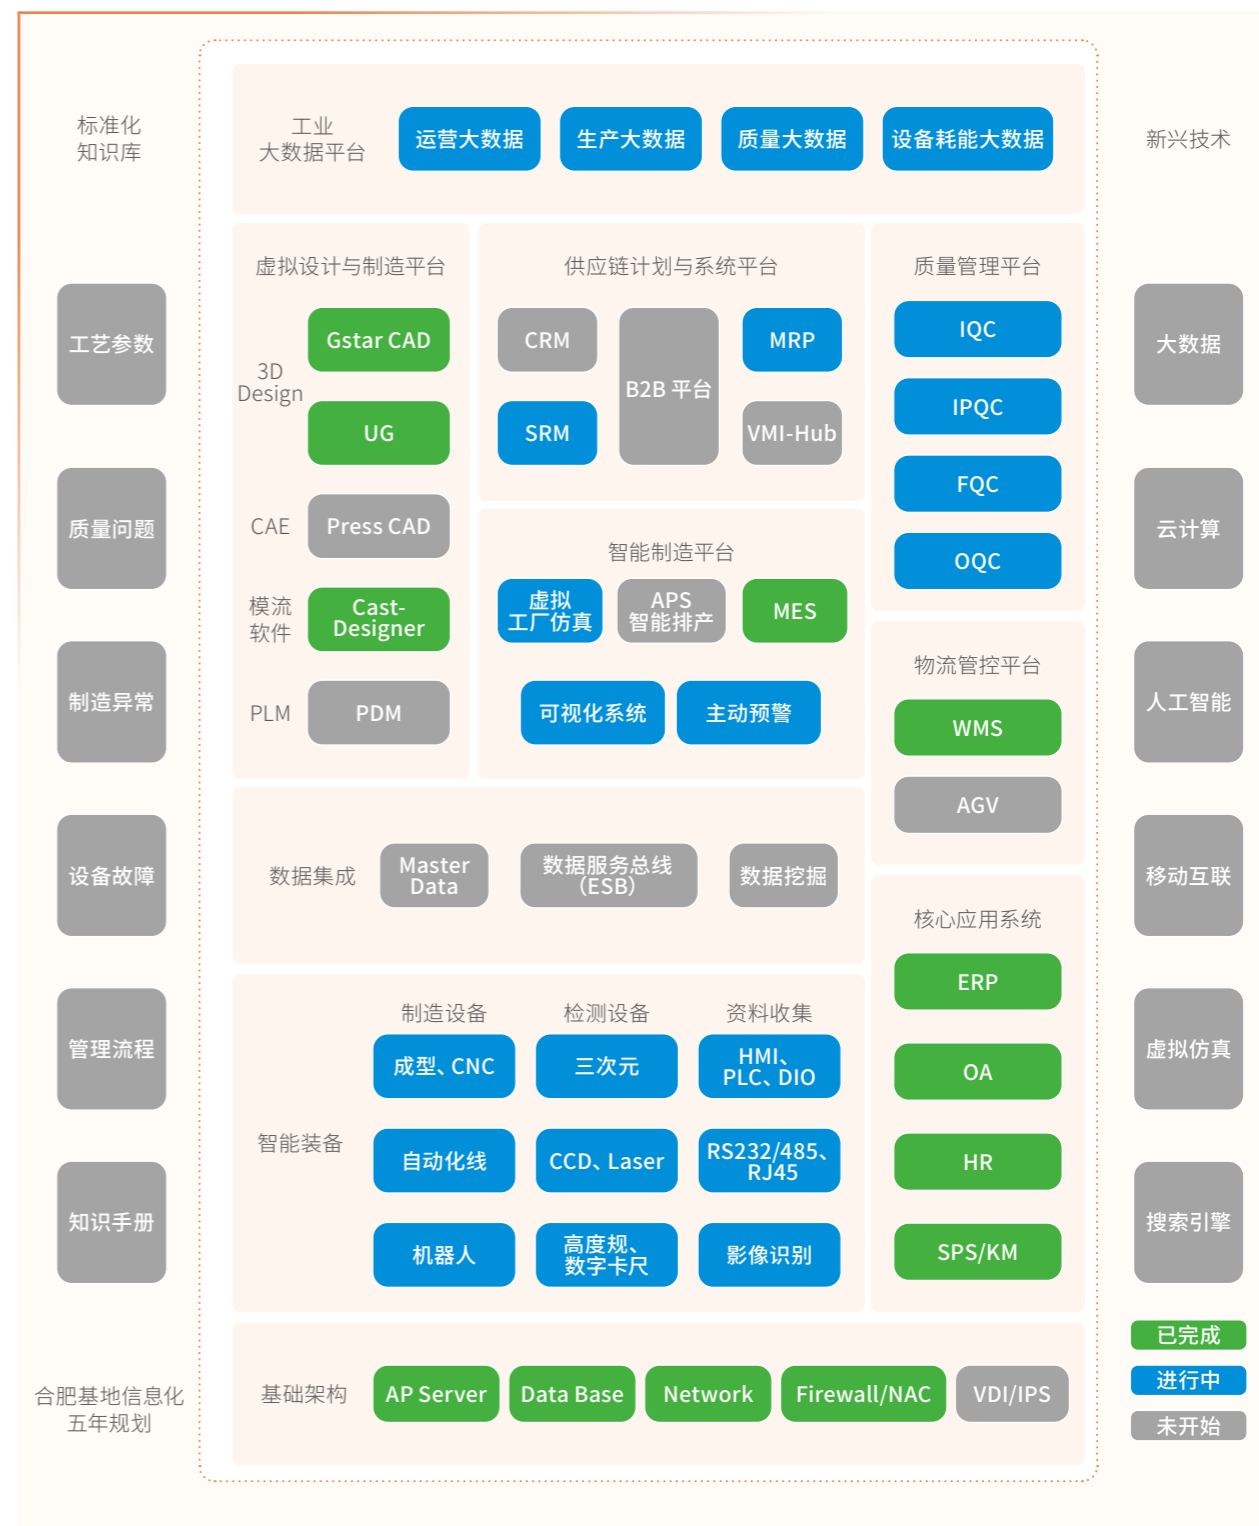 标准化
知识库
工艺参数
质量问题
制造异常
设备故障
管理流程
知识手册
合肥基地信息化
五年规划
工业
大数据平台
运营大数据
生产大数据
质量大数据
设备耗能大数据
虚拟设计与制造平台
3D
Design
Gstar CAD
UG
CAE
Press CAD
模流
软件
Cast-
Designer
PLM
PDM
供应链计划与系统平台
CRM
SRM
B2B 平台
MRP
VMI-Hub
智能制造平台
虚拟
工厂仿真
APS
智能排产
MES
可视化系统
主动预警
质量管理平台
IQC
IPQC
FQC
OQC
物流管控平台
WMS
AGV
数据集成
Master
Data
数据服务总线
（ESB）
数据挖掘
核心应用系统
ERP
OA
HR
SPS/KM
智能装备
制造设备
检测设备
资料收集
成型、CNC
三次元
HMI、
PLC、DIO
自动化线
CCD、Laser
RS232/485、
RJ45
机器人
高度规、
数字卡尺
影像识别
基础架构
AP Server
Data Base
Network
Firewall/NAC
VDI/IPS
新兴技术
大数据
云计算
人工智能
移动互联
虚拟仿真
搜索引擎
已完成
进行中
未开始